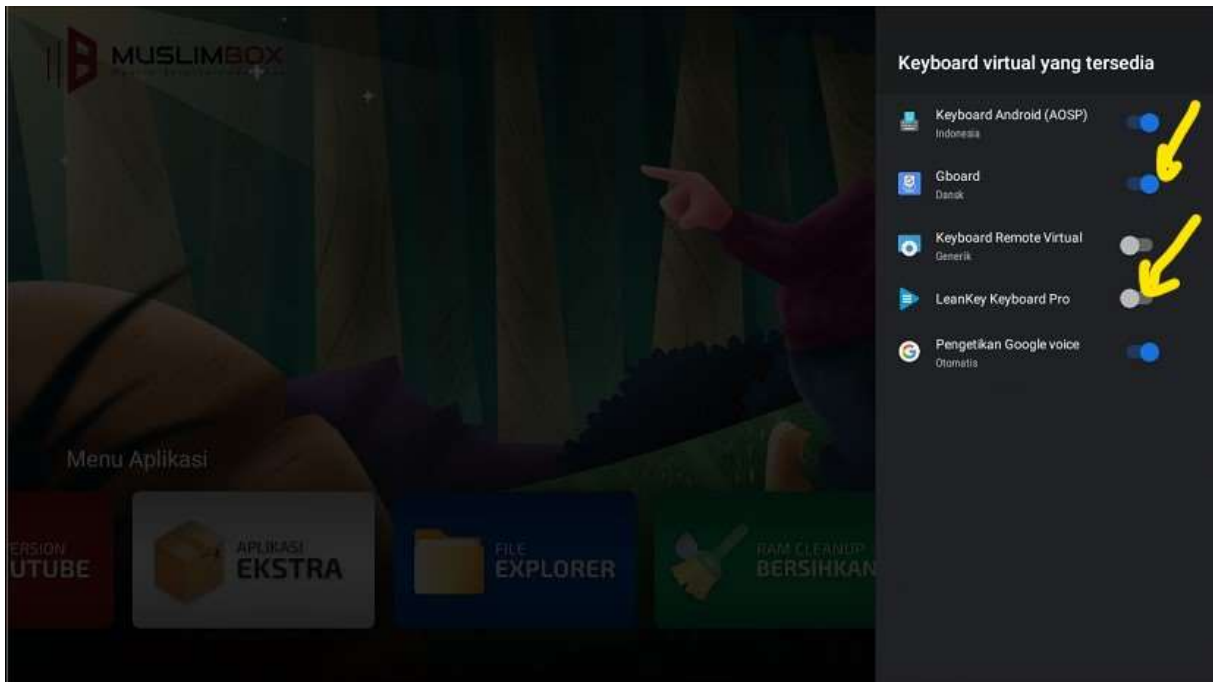 MUSLIMBOX
Keyboard virtual yang tersedia
Keyboard Android (AOSP)
Indonesia
Gboard
Dansk
Keyboard Remote Virtual
Generik
LeanKey Keyboard Pro
Pengetikan Google voice
Otomatis
Menu Aplikasi
ERSION
UTUBE
APLIKASI
EKSTRA
FILE
EXPLORER
RAM CLEANUP
BERSIHKAN